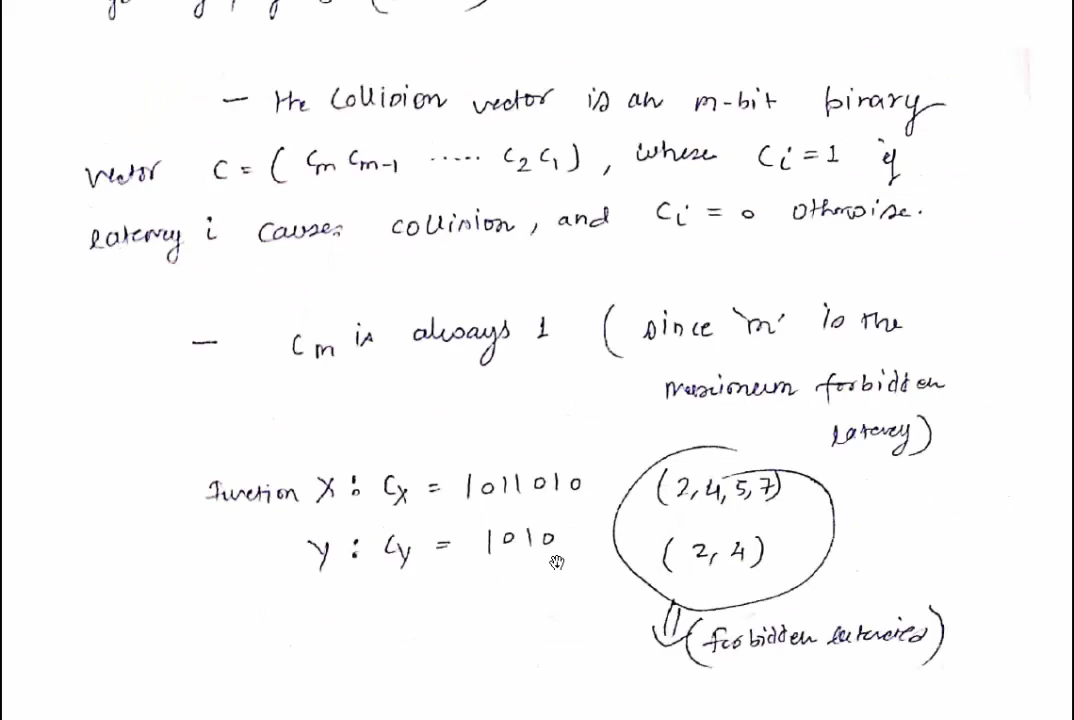 — the Collision vector is an m-bit binary
vector C = ( Cm Cm-1 ..... C2 C1 ) , where Ci = 1 if
latency i causes collision , and Ci = 0 otherwise.
— Cm is always 1 ( since 'm' is the
maximum forbidden
latency )
Function X : Cx = 1011010 ( 2, 4, 5, 7 )
Y : Cy = 1010 ( 2, 4 )
⇓ ( forbidden latencies )